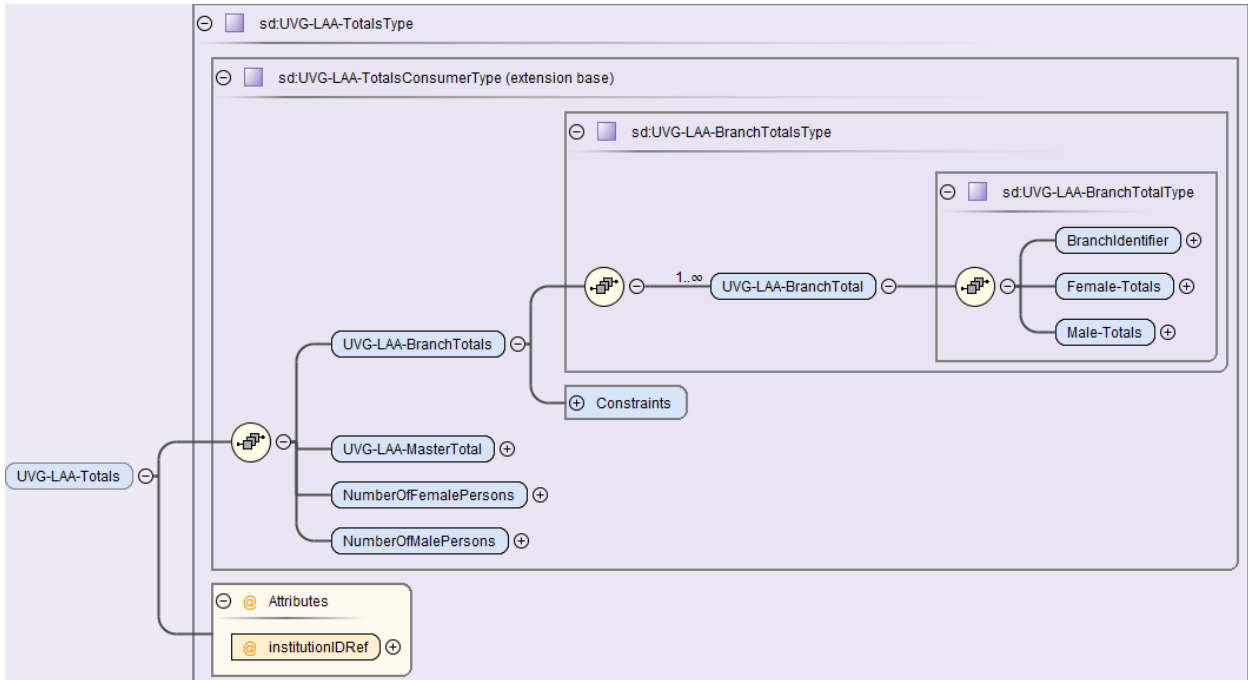 sd:UVG-LAA-TotalsType
sd:UVG-LAA-TotalsConsumerType (extension base)
sd:UVG-LAA-BranchTotalsType
sd:UVG-LAA-BranchTotalType
BranchIdentifier
1..∞
UVG-LAA-BranchTotal
Female-Totals
Male-Totals
UVG-LAA-BranchTotals
Constraints
UVG-LAA-MasterTotal
UVG-LAA-Totals
NumberOfFemalePersons
NumberOfMalePersons
@ Attributes
@ institutionIDRef